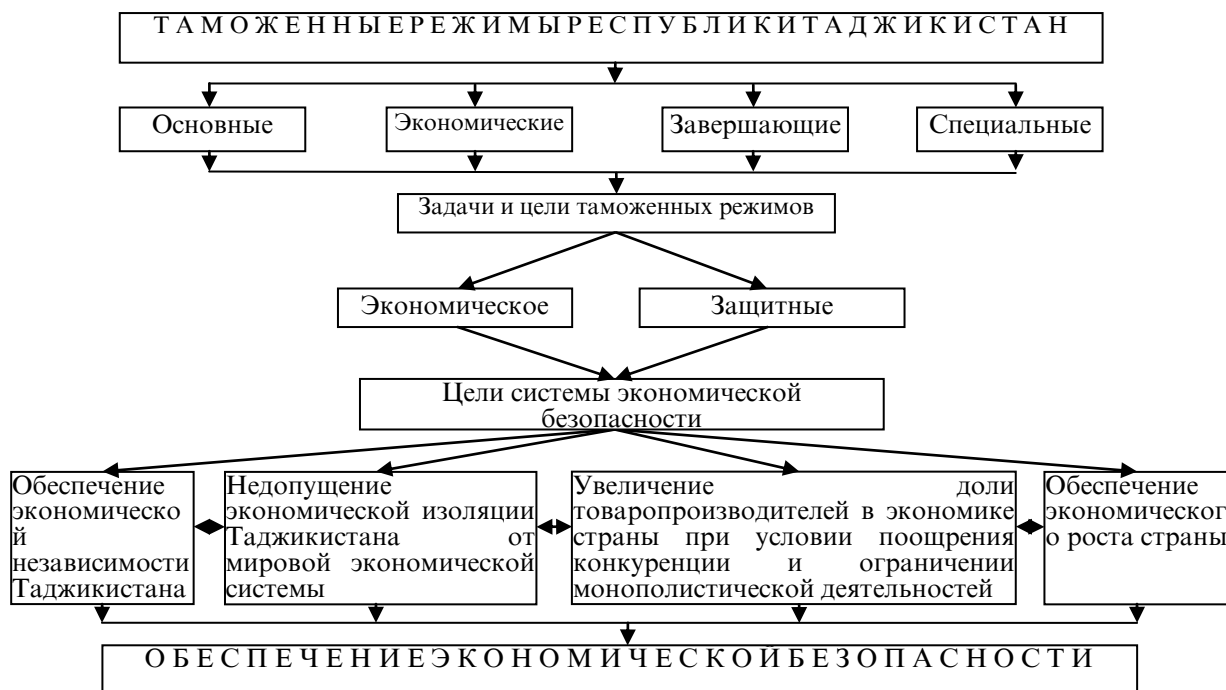 Т А М О Ж Е Н Н Ы Е Р Е Ж И М Ы Р Е С П У Б Л И К И Т А Д Ж И К И С Т А Н
Основные
Экономические
Завершающие
Специальные
Задачи и цели таможенных режимов
Экономическое
Защитные
Цели системы экономической
безопасности
Обеспечение
экономическо
й
независимости
Таджикистана
Недопущение
экономической изоляции
Таджикистана от
мировой экономической
системы
Увеличение доли
товаропроизводителей в экономике
страны при условии поощрения
конкуренции и ограничении
монополистической деятельностей
Обеспечение
экономическог
о роста страны
О Б Е С П Е Ч Е Н И Е Э К О Н О М И Ч Е С К О Й Б Е З О П А С Н О С Т И